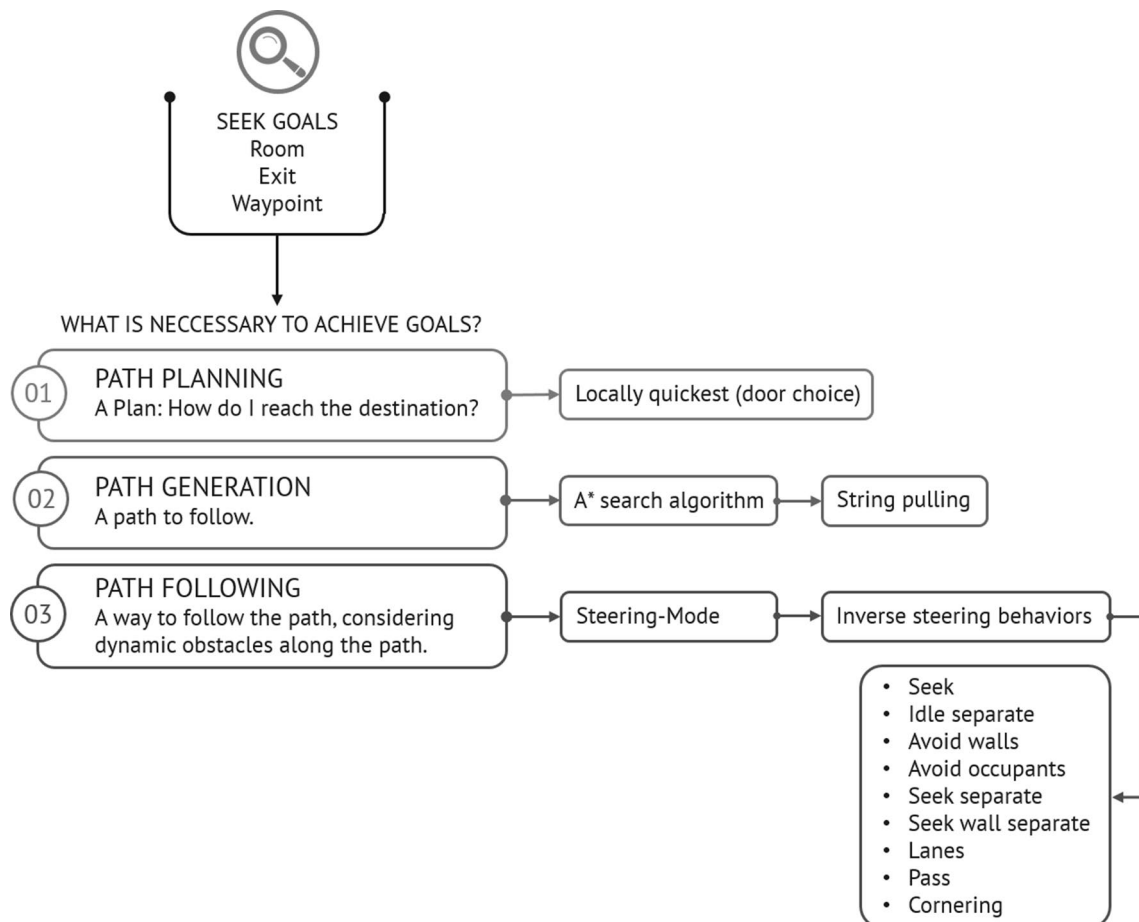 SEEK GOALS
Room
Exit
Waypoint
WHAT IS NECCESSARY TO ACHIEVE GOALS?
01
PATH PLANNING
A Plan: How do I reach the destination?
Locally quickest (door choice)
02
PATH GENERATION
A path to follow.
A* search algorithm
String pulling
03
PATH FOLLOWING
A way to follow the path, considering
dynamic obstacles along the path.
Steering-Mode
Inverse steering behaviors
• Seek
• Idle separate
• Avoid walls
• Avoid occupants
• Seek separate
• Seek wall separate
• Lanes
• Pass
• Cornering